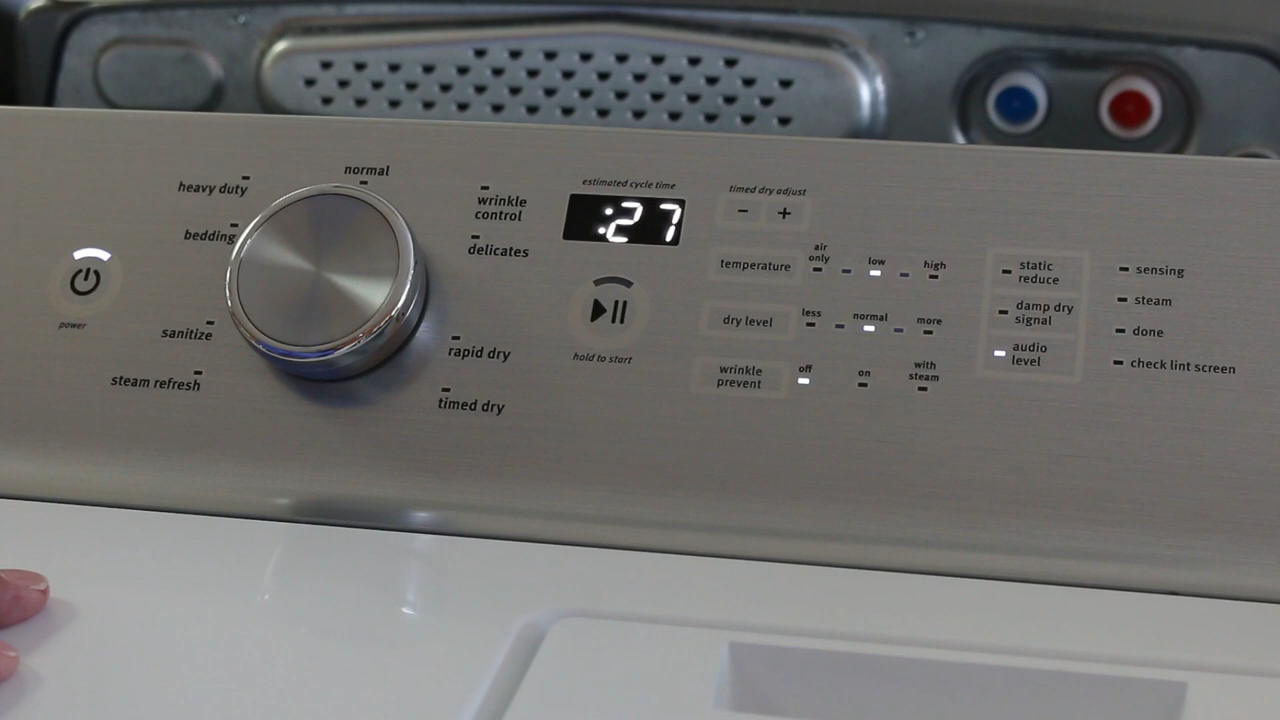 normal
heavy duty
bedding
sanitize
steam refresh
wrinkle
control
delicates
rapid dry
timed dry
power
estimated cycle time
:27
hold to start
timed dry adjust
- +
temperature
air
only
low
high
dry level
less
normal
more
wrinkle
prevent
off
on
with
steam
static
reduce
damp dry
signal
audio
level
sensing
steam
done
check lint screen